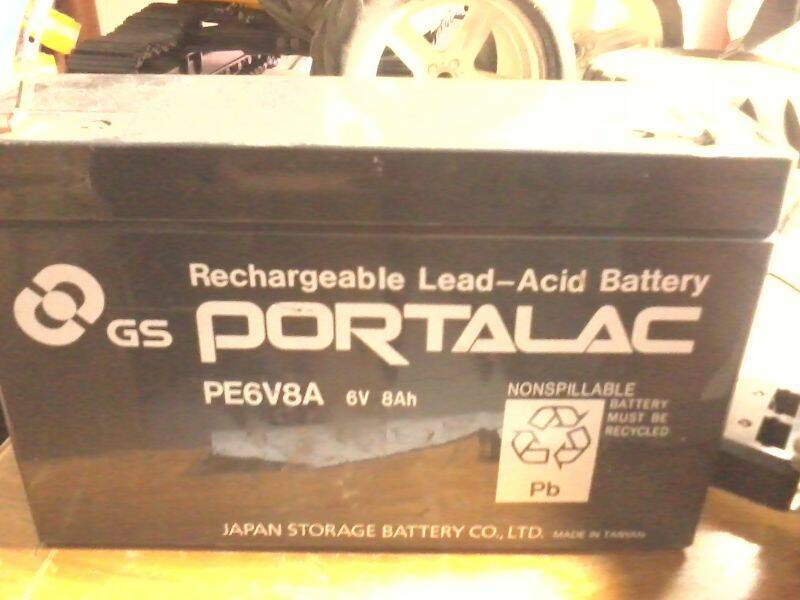 Rechargeable Lead-Acid Battery
GS PORTALAC
PE6V8A 6V 8Ah
NONSPILLABLE
BATTERY
MUST BE
RECYCLED
Pb
JAPAN STORAGE BATTERY CO., LTD. MADE IN TAIWAN